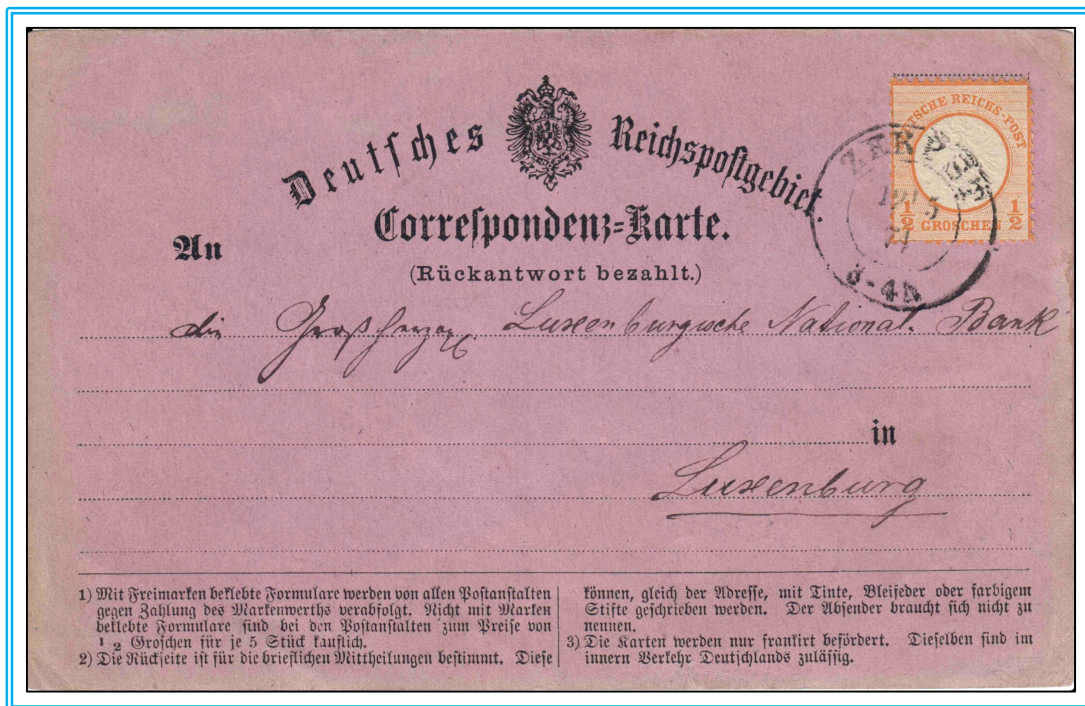 Deutsches Reichspostgebiet.
Correspondenz-Karte.
(Rückantwort bezahlt.)
DEUTSCHE REICHS-POST
½ GROSCHEN ½
74
3-4N
An
die Luxenburgische National. Bank
in
Luxenburg
1) Mit Freimarken beklebte Formulare werden von allen Postanstalten
gegen Zahlung des Markenwerths verabfolgt. Nicht mit Marken
beklebte Formulare sind bei den Postanstalten zum Preise von
1/2 Groschen für je 5 Stück käuflich.
2) Die Rückseite ist für die brieflichen Mittheilungen bestimmt. Diese
können, gleich der Adresse, mit Tinte, Bleifeder oder farbigem
Stifte geschrieben werden. Der Absender braucht sich nicht zu
nennen.
3) Die Karten werden nur frankirt befördert. Dieselben sind im
innern Verkehr Deutschlands zulässig.